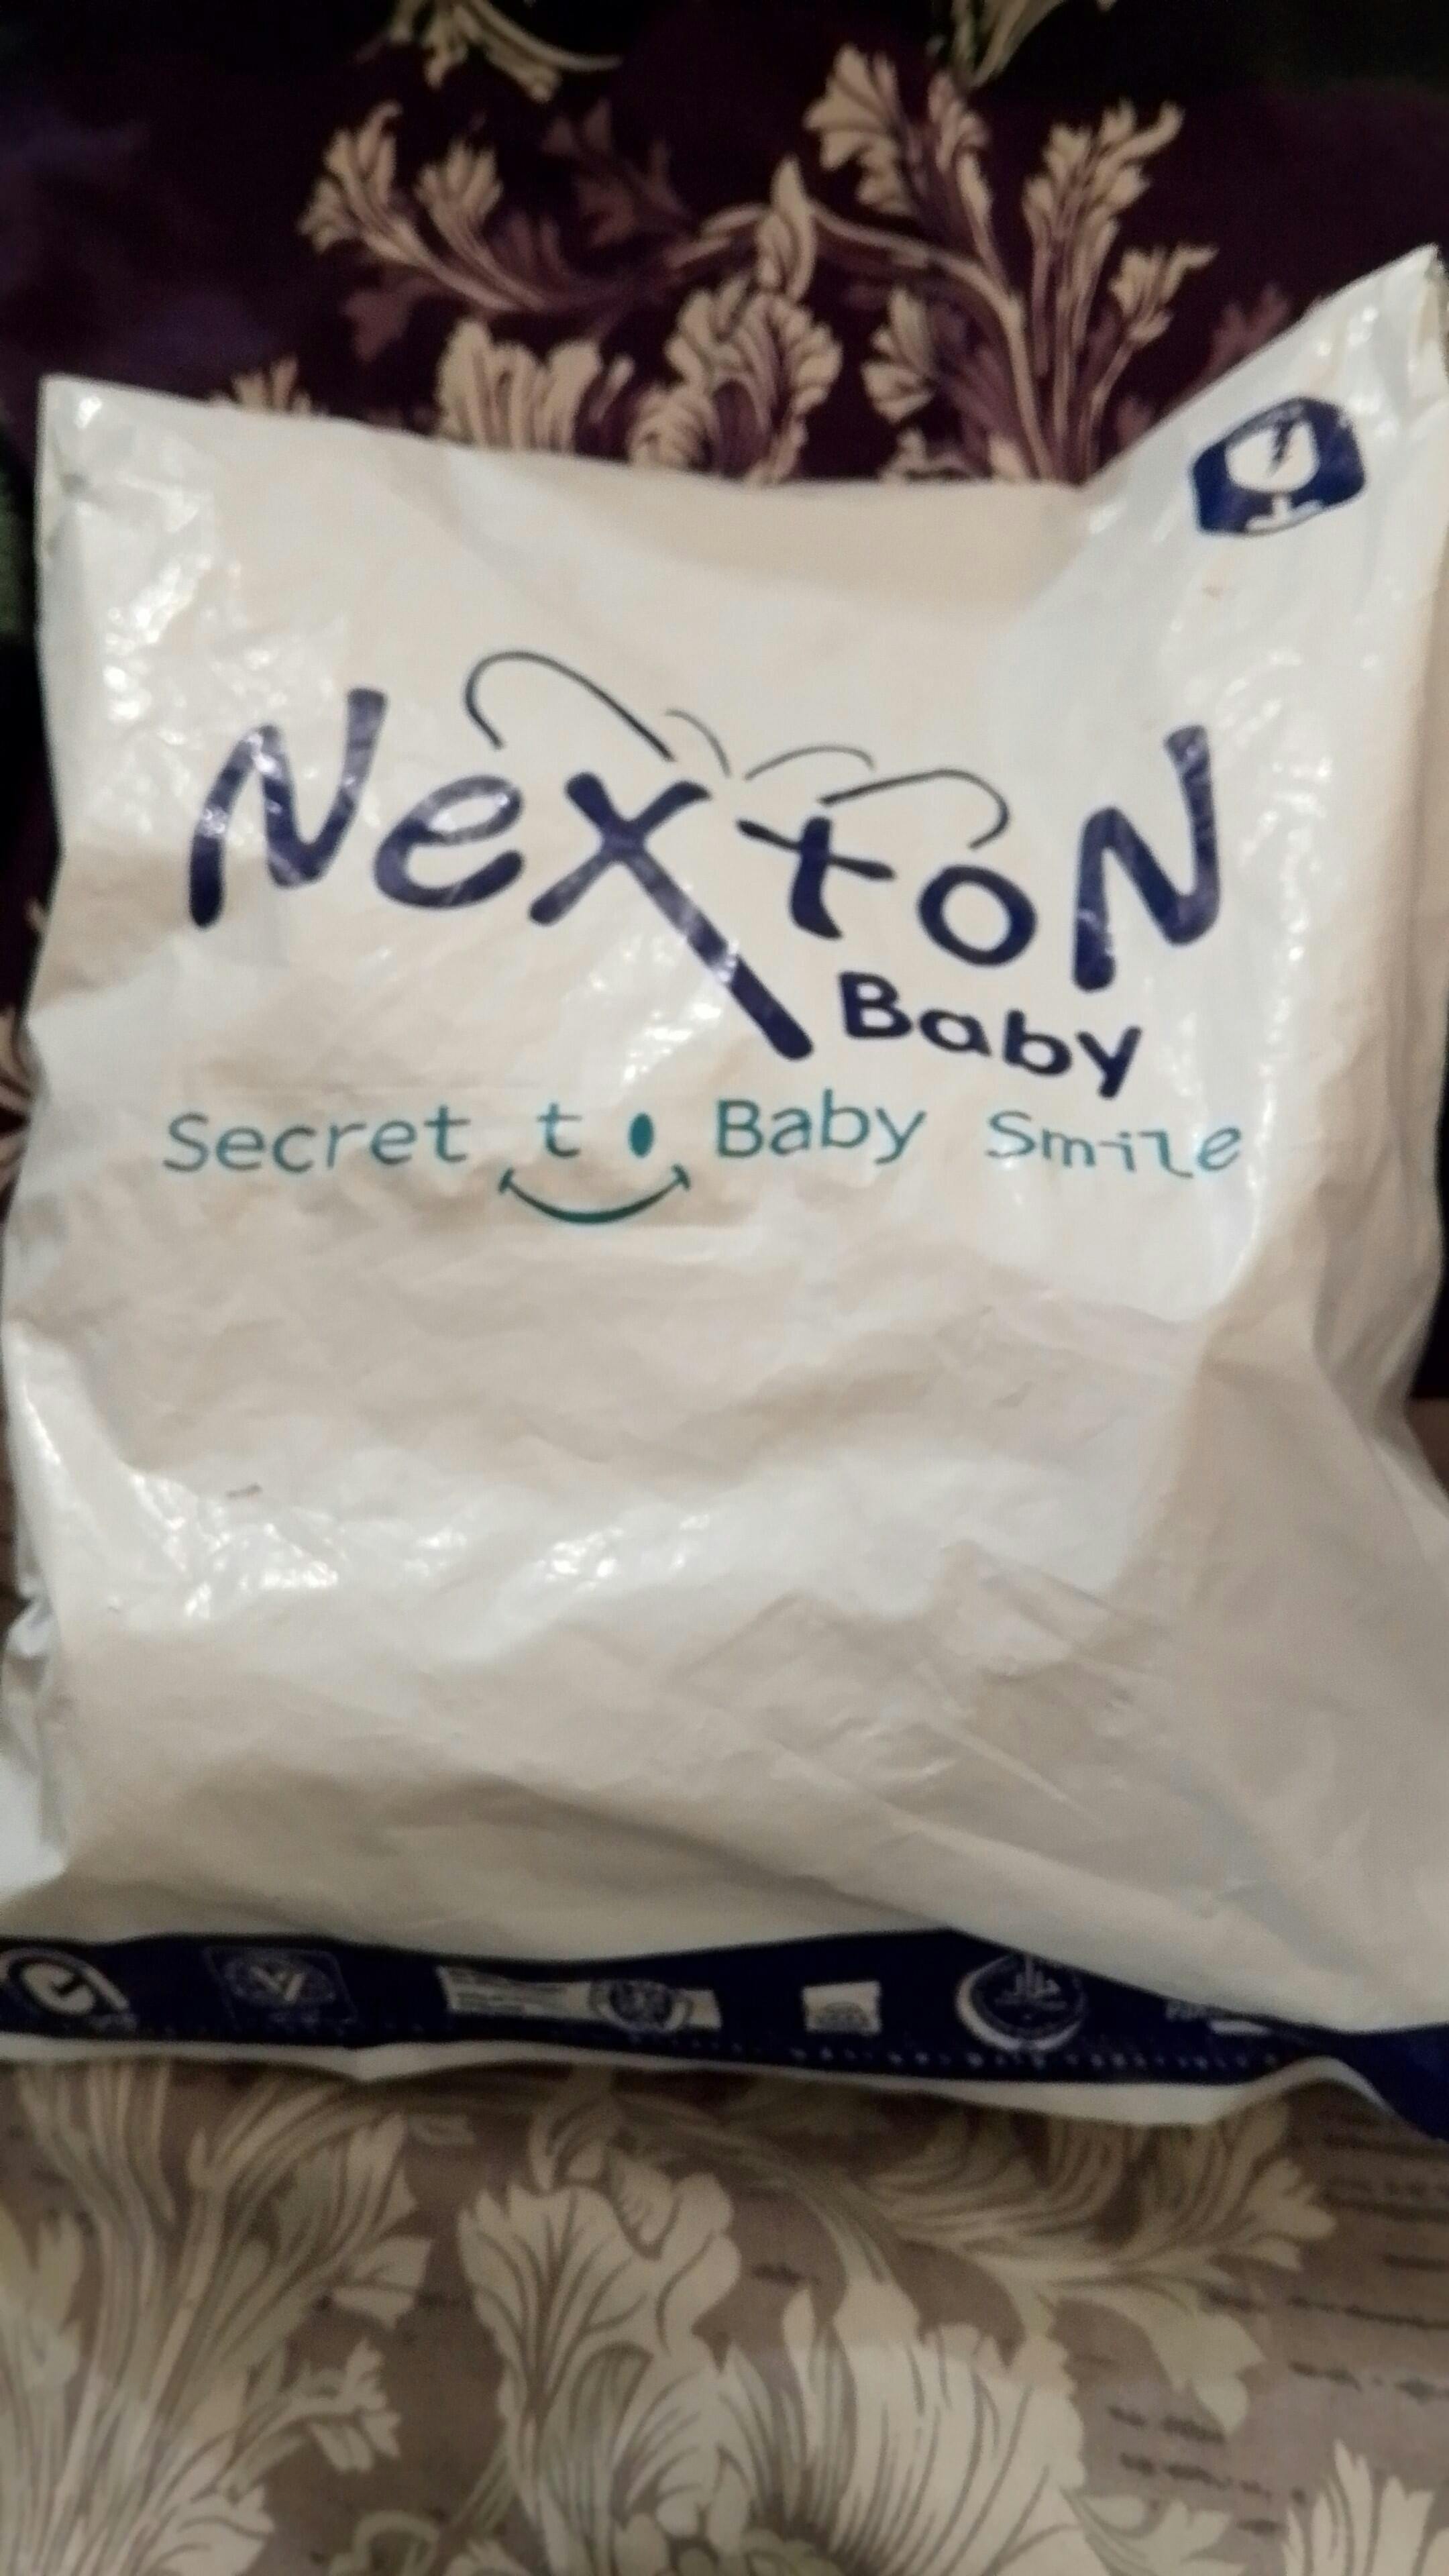 Nexton
Baby
Secret to Baby Smile